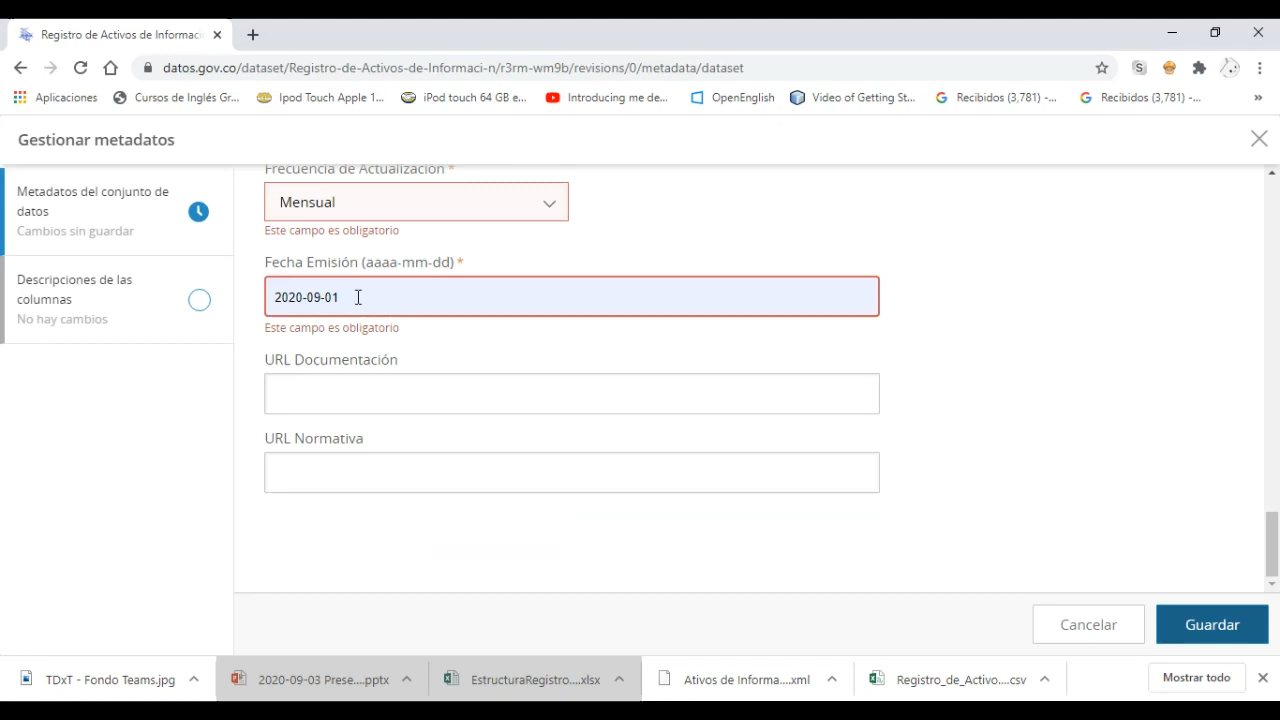 Registro de Activos de Informaci
datos.gov.co/dataset/Registro-de-Activos-de-Informaci-n/r3rm-wm9b/revisions/0/metadata/dataset
Aplicaciones
Cursos de Inglés Gr...
Ipod Touch Apple 1...
iPod touch 64 GB e...
Introducing me de...
OpenEnglish
Video of Getting St...
Recibidos (3,781) -...
Recibidos (3,781) -...
»
Gestionar metadatos
Metadatos del conjunto de
datos
Cambios sin guardar
Descripciones de las
columnas
No hay cambios
Frecuencia de Actualización *
Mensual
Este campo es obligatorio
Fecha Emisión (aaaa-mm-dd) *
2020-09-01
Este campo es obligatorio
URL Documentación
URL Normativa
Cancelar
Guardar
TDxT - Fondo Teams.jpg
2020-09-03 Prese....pptx
EstructuraRegistro....xlsx
Ativos de Informa....xml
Registro_de_Activo....csv
Mostrar todo